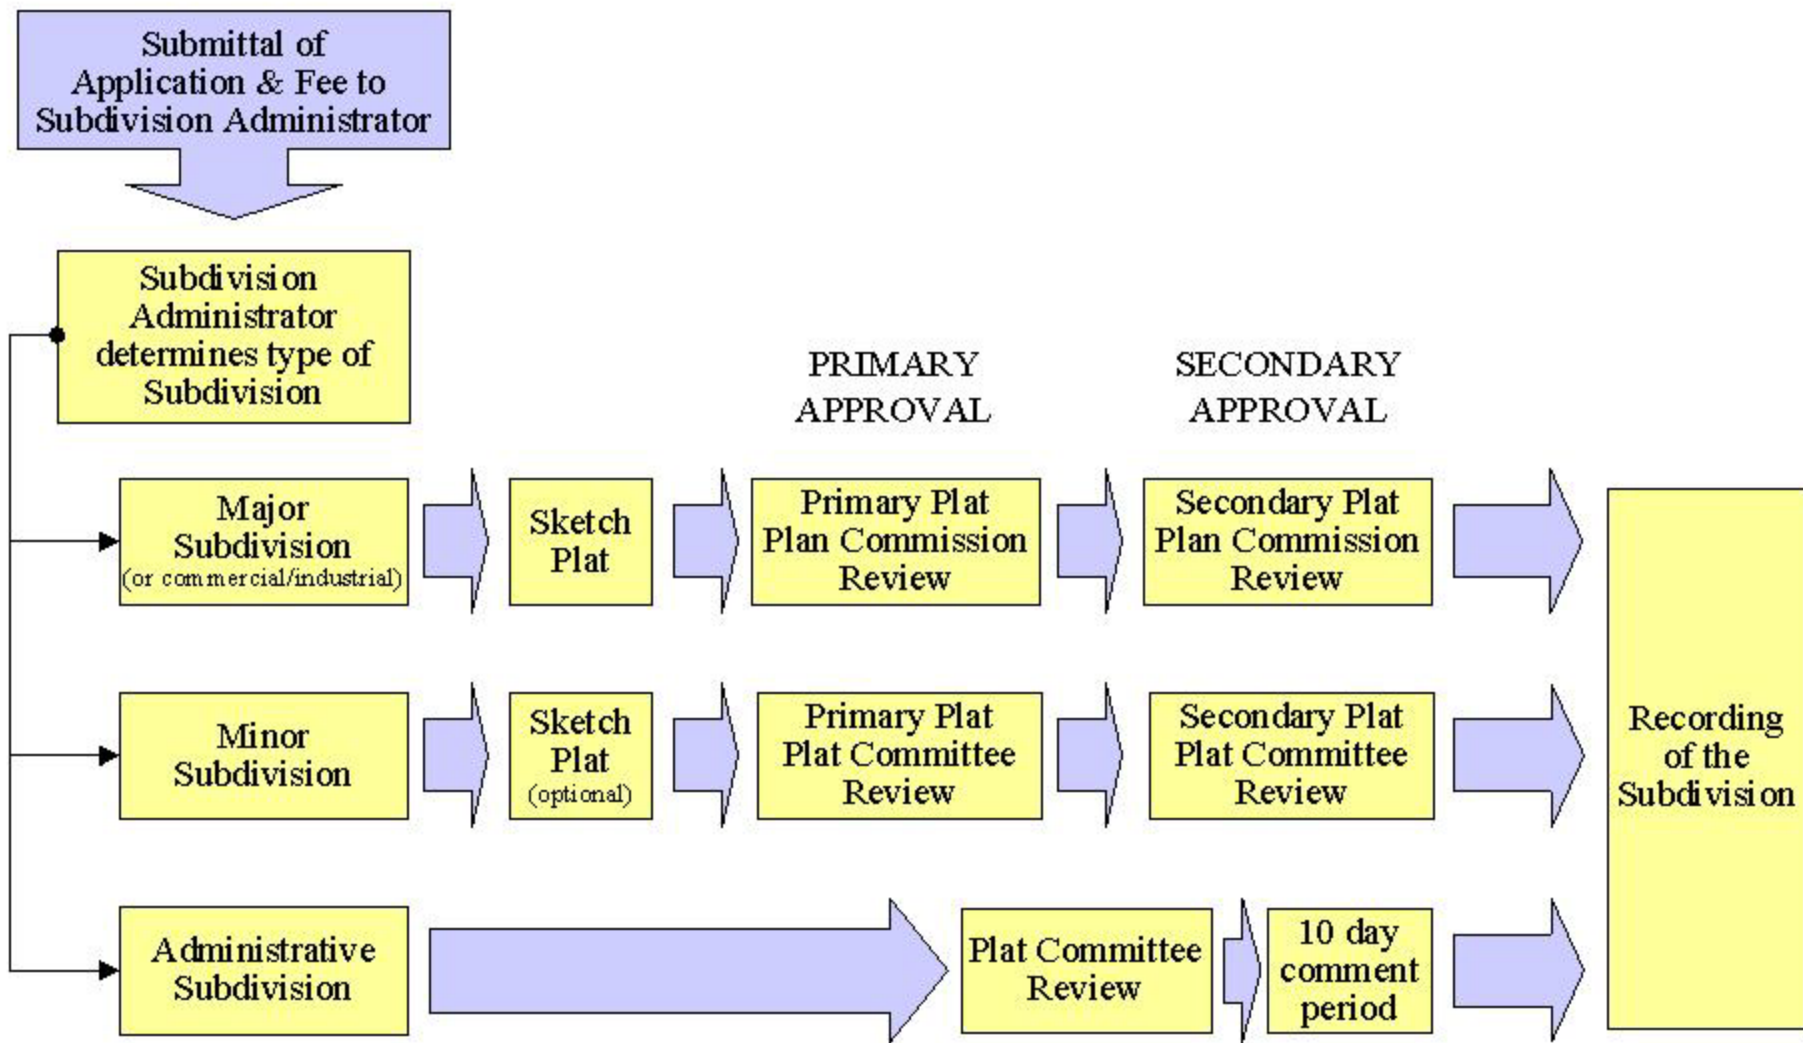 Submittal of
Application & Fee to
Subdivision Administrator
Subdivision
Administrator
determines type of
Subdivision
PRIMARY
APPROVAL
SECONDARY
APPROVAL
Major
Subdivision
(or commercial/industrial)
Sketch
Plat
Primary Plat
Plan Commission
Review
Secondary Plat
Plan Commission
Review
Minor
Subdivision
Sketch
Plat
(optional)
Primary Plat
Plat Committee
Review
Secondary Plat
Plat Committee
Review
Administrative
Subdivision
Plat Committee
Review
10 day
comment
period
Recording
of the
Subdivision